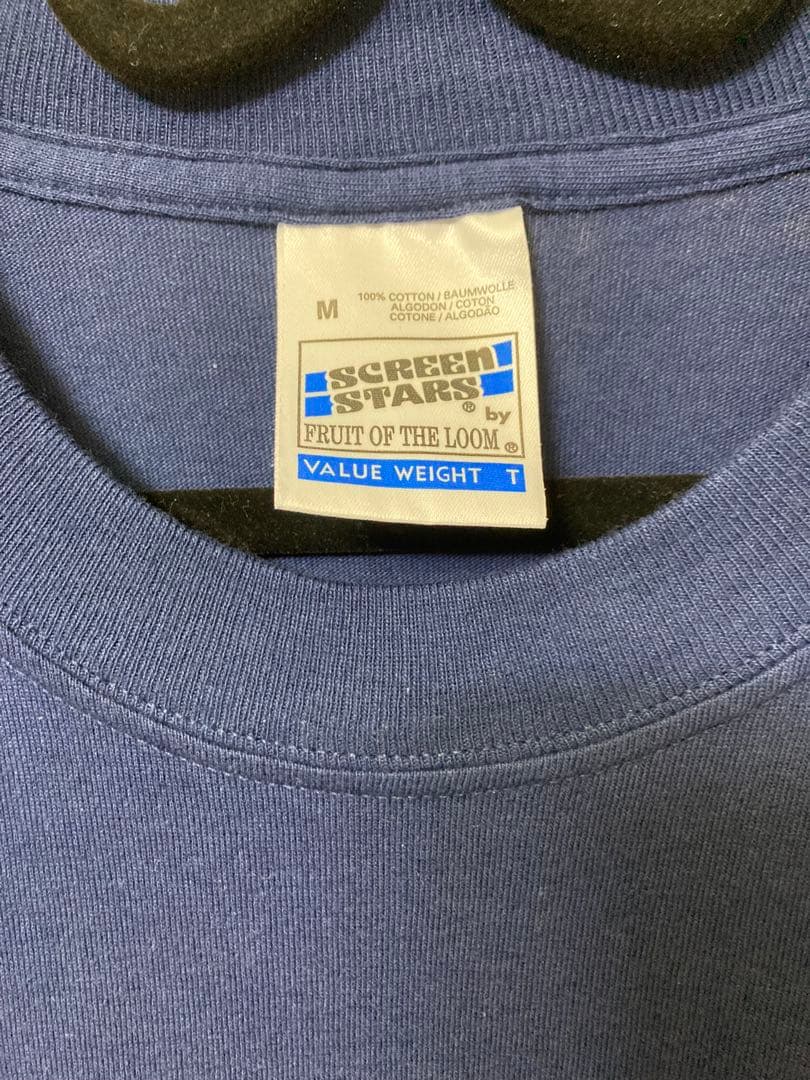 M
100% COTTON / BAUMWOLLE
ALGODON / COTON
COTONE / ALGODÃO
SCREEN
STARS®
by
FRUIT OF THE LOOM®
VALUE WEIGHT T